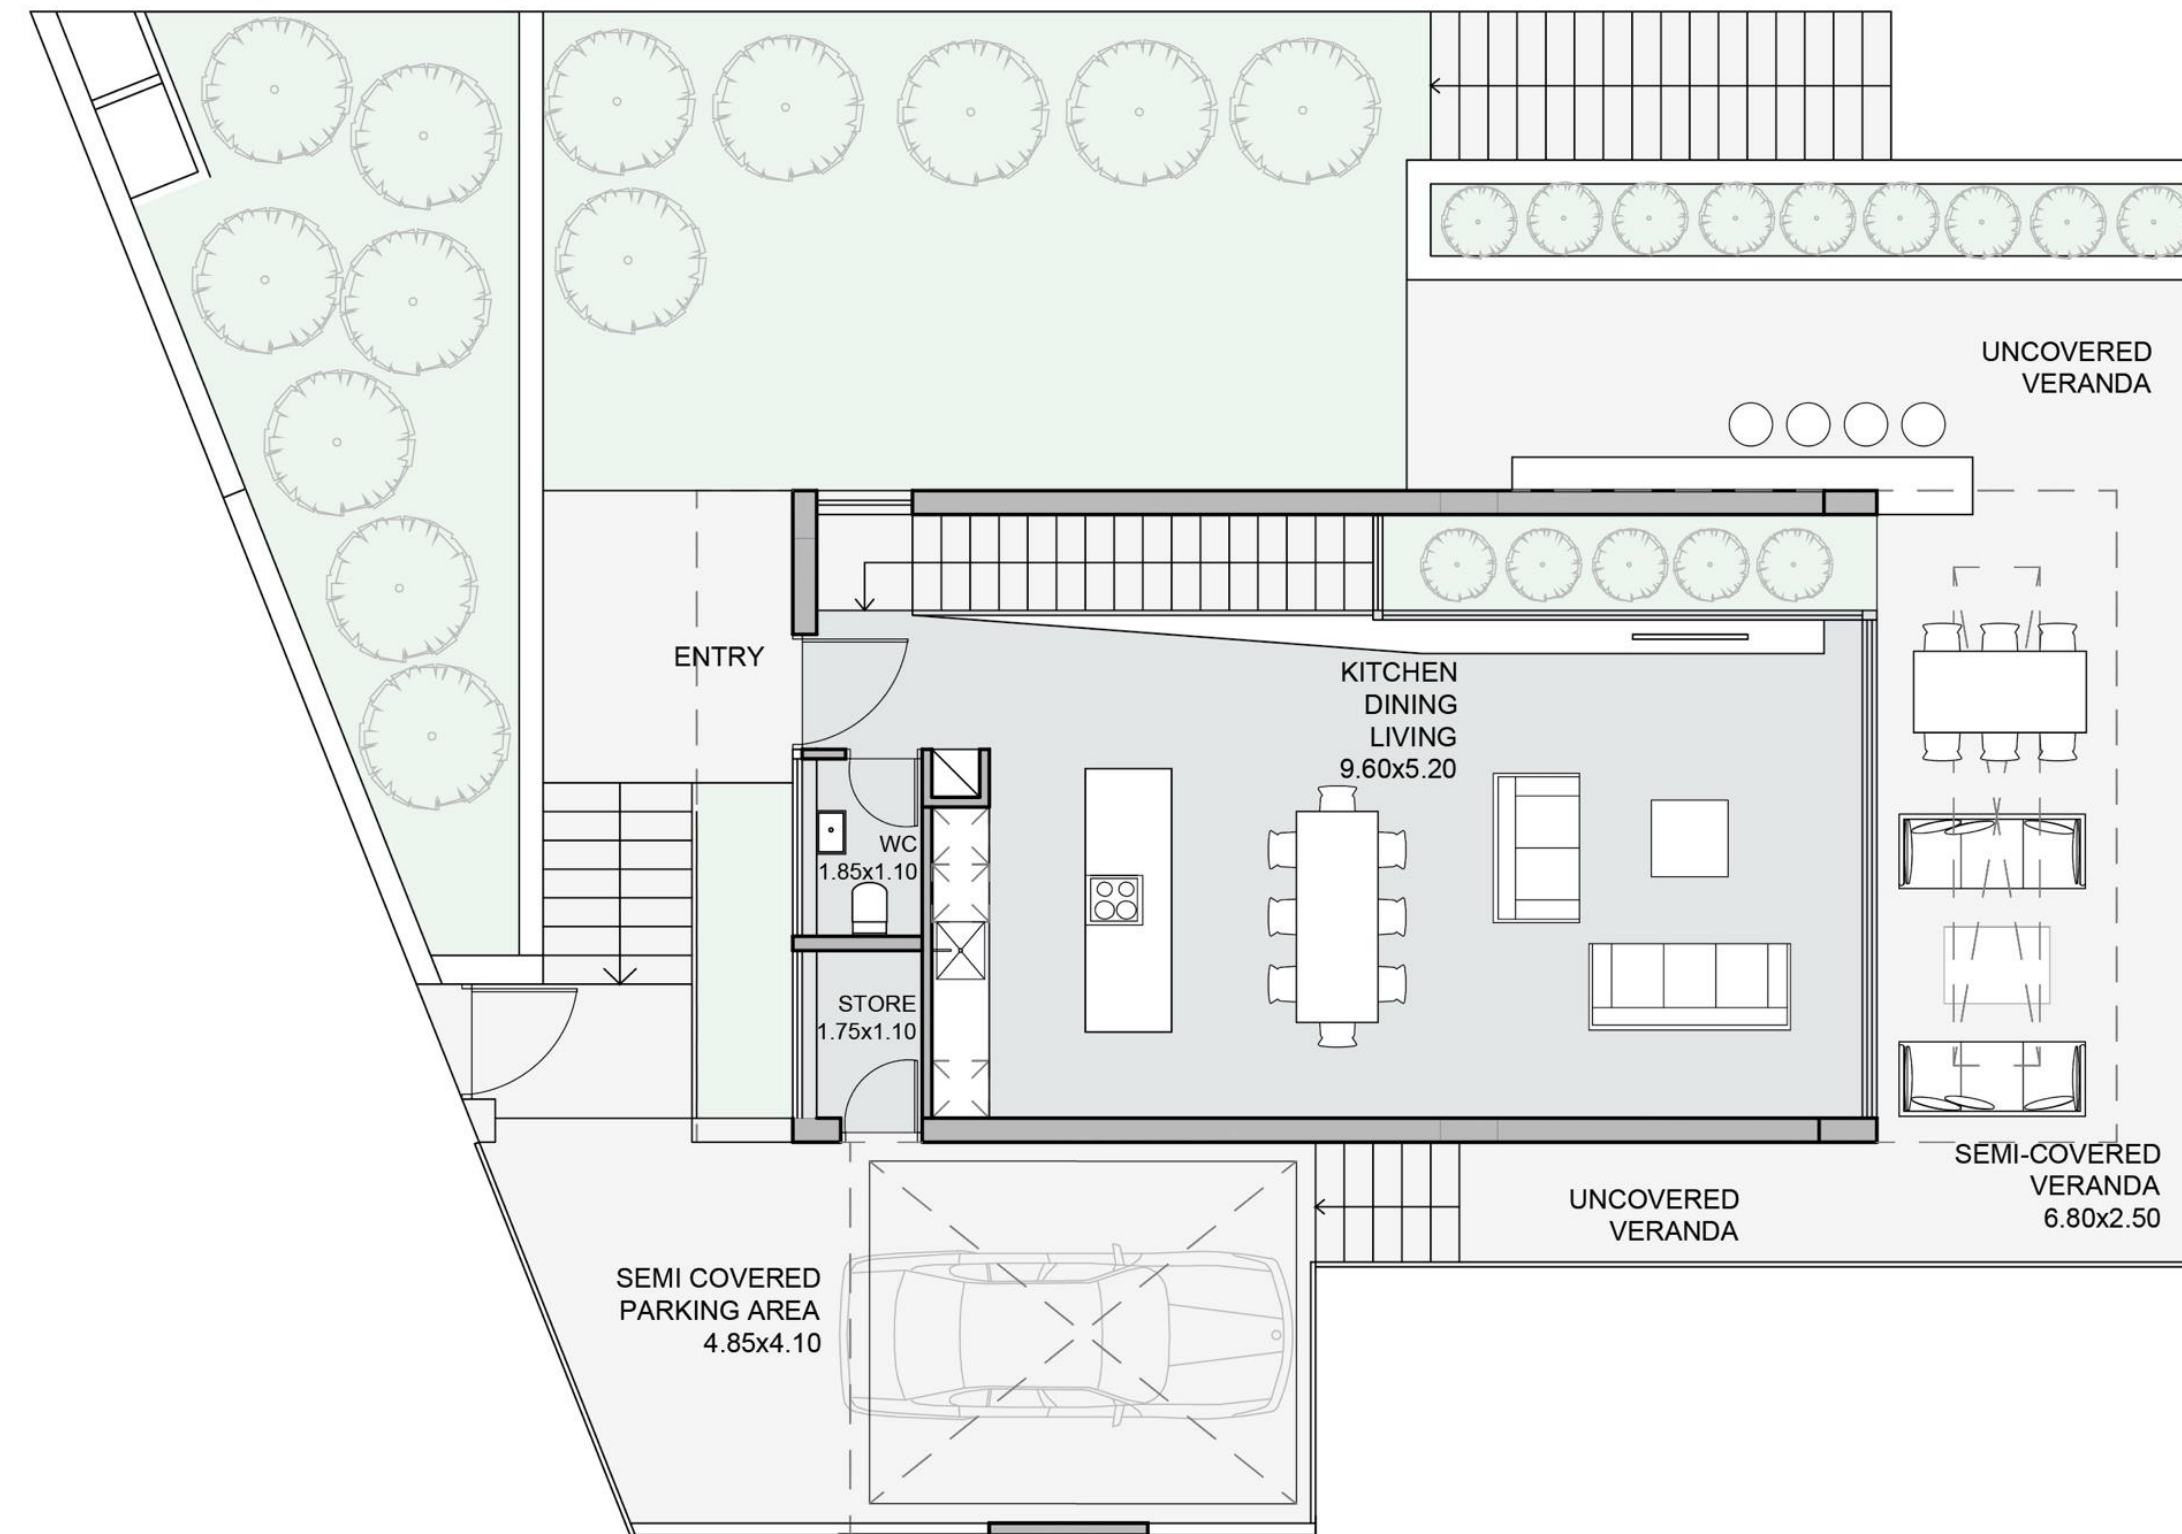 UNCOVERED
VERANDA
ENTRY
KITCHEN
DINING
LIVING
9.60x5.20
WC
1.85x1.10
STORE
1.75x1.10
SEMI-COVERED
VERANDA
6.80x2.50
UNCOVERED
VERANDA
SEMI COVERED
PARKING AREA
4.85x4.10